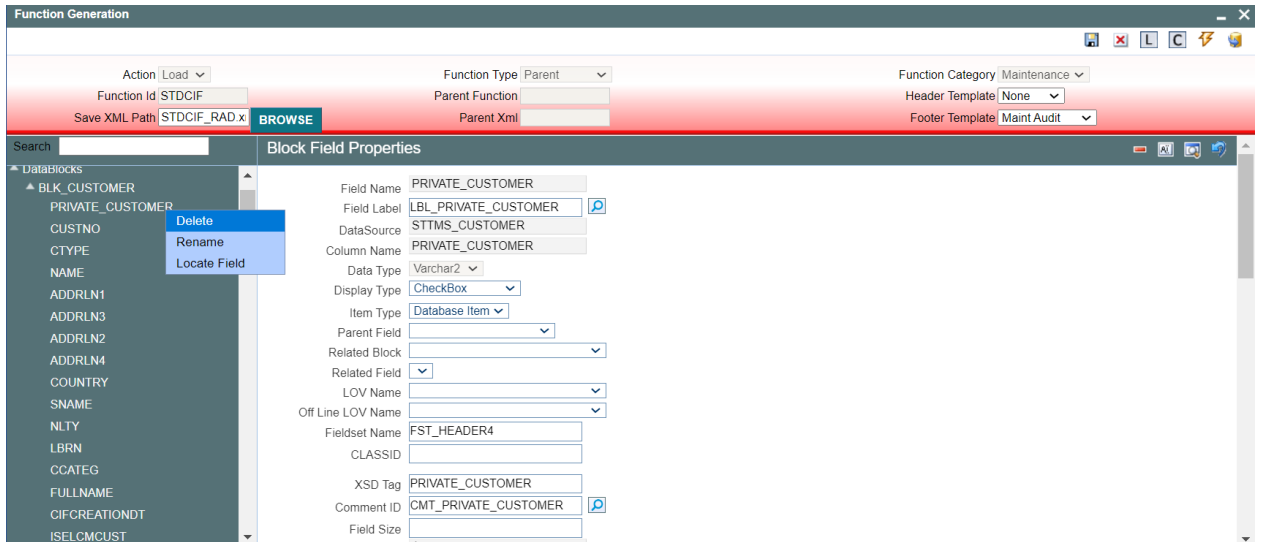 Function Generation
L C
Action Load Function Type Parent Function Category Maintenance
Function Id STDCIF Parent Function Header Template None
Save XML Path STDCIF_RAD.x BROWSE Parent Xml Footer Template Maint Audit
Search
Block Field Properties
DataBlocks
BLK_CUSTOMER
PRIVATE_CUSTOMER
CUSTNO
CTYPE
NAME
ADDRLN1
ADDRLN3
ADDRLN2
ADDRLN4
COUNTRY
SNAME
NLTY
LBRN
CCATEG
FULLNAME
CIFCREATIONDT
ISELCMCUST
Delete
Rename
Locate Field
Field Name PRIVATE_CUSTOMER
Field Label LBL_PRIVATE_CUSTOMER
DataSource STTMS_CUSTOMER
Column Name PRIVATE_CUSTOMER
Data Type Varchar2
Display Type CheckBox
Item Type Database Item
Parent Field
Related Block
Related Field
LOV Name
Off Line LOV Name
Fieldset Name FST_HEADER4
CLASSID
XSD Tag PRIVATE_CUSTOMER
Comment ID CMT_PRIVATE_CUSTOMER
Field Size